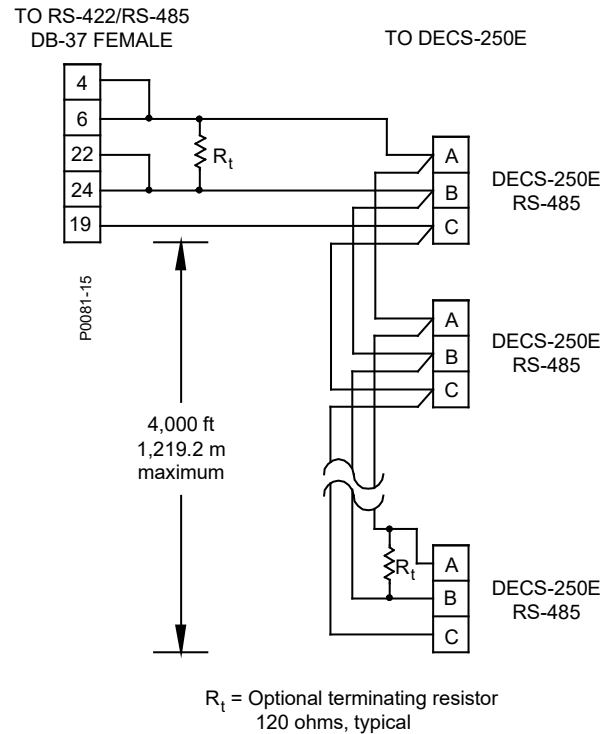 TO RS-422/RS-485
DB-37 FEMALE
TO DECS-250E
4
6
22
24
19
Rt
A
B
C
DECS-250E
RS-485
P0081-15
A
B
C
DECS-250E
RS-485
4,000 ft
1,219.2 m
maximum
Rt
A
B
C
DECS-250E
RS-485
Rt = Optional terminating resistor
120 ohms, typical